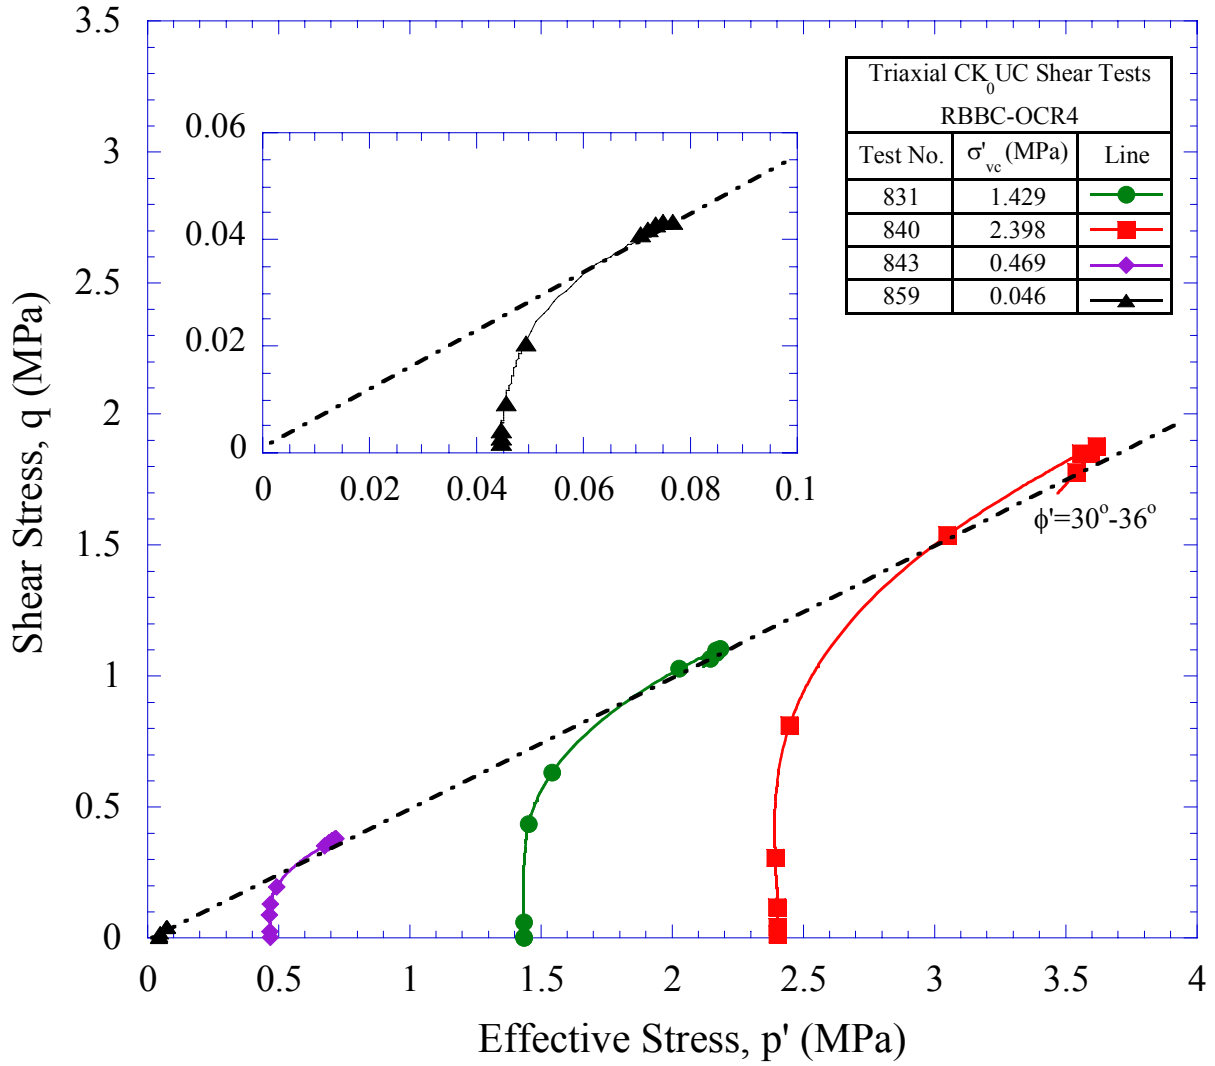 3.5
3
2.5
2
1.5
1
0.5
0
Shear Stress, q (MPa)
0.06
0.04
0.02
0
0 0.02 0.04 0.06 0.08 0.1
Triaxial CK₀UC Shear Tests
RBBC-OCR4
Test No. σ'vc (MPa) Line
831 1.429
840 2.398
843 0.469
859 0.046
ϕ'=30°-36°
0 0.5 1 1.5 2 2.5 3 3.5 4
Effective Stress, p' (MPa)